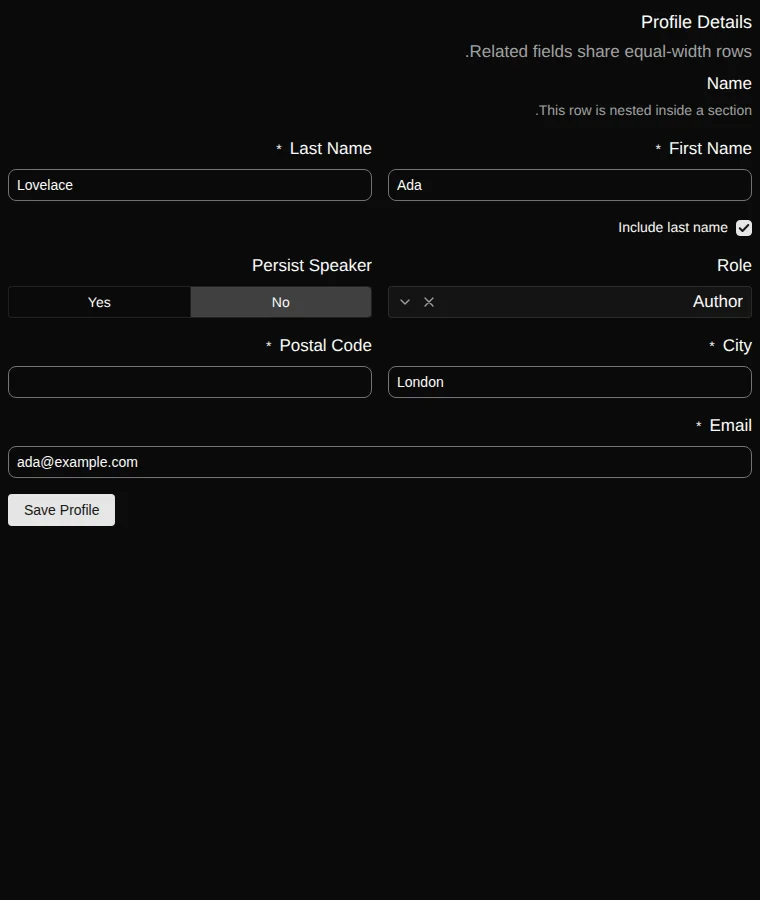 Profile Details
.Related fields share equal-width rows
Name
.This row is nested inside a section
First Name *
Last Name *
Ada
Lovelace
Include last name
Role
Persist Speaker
Author
No
Yes
City *
Postal Code *
London
Email *
ada@example.com
Save Profile